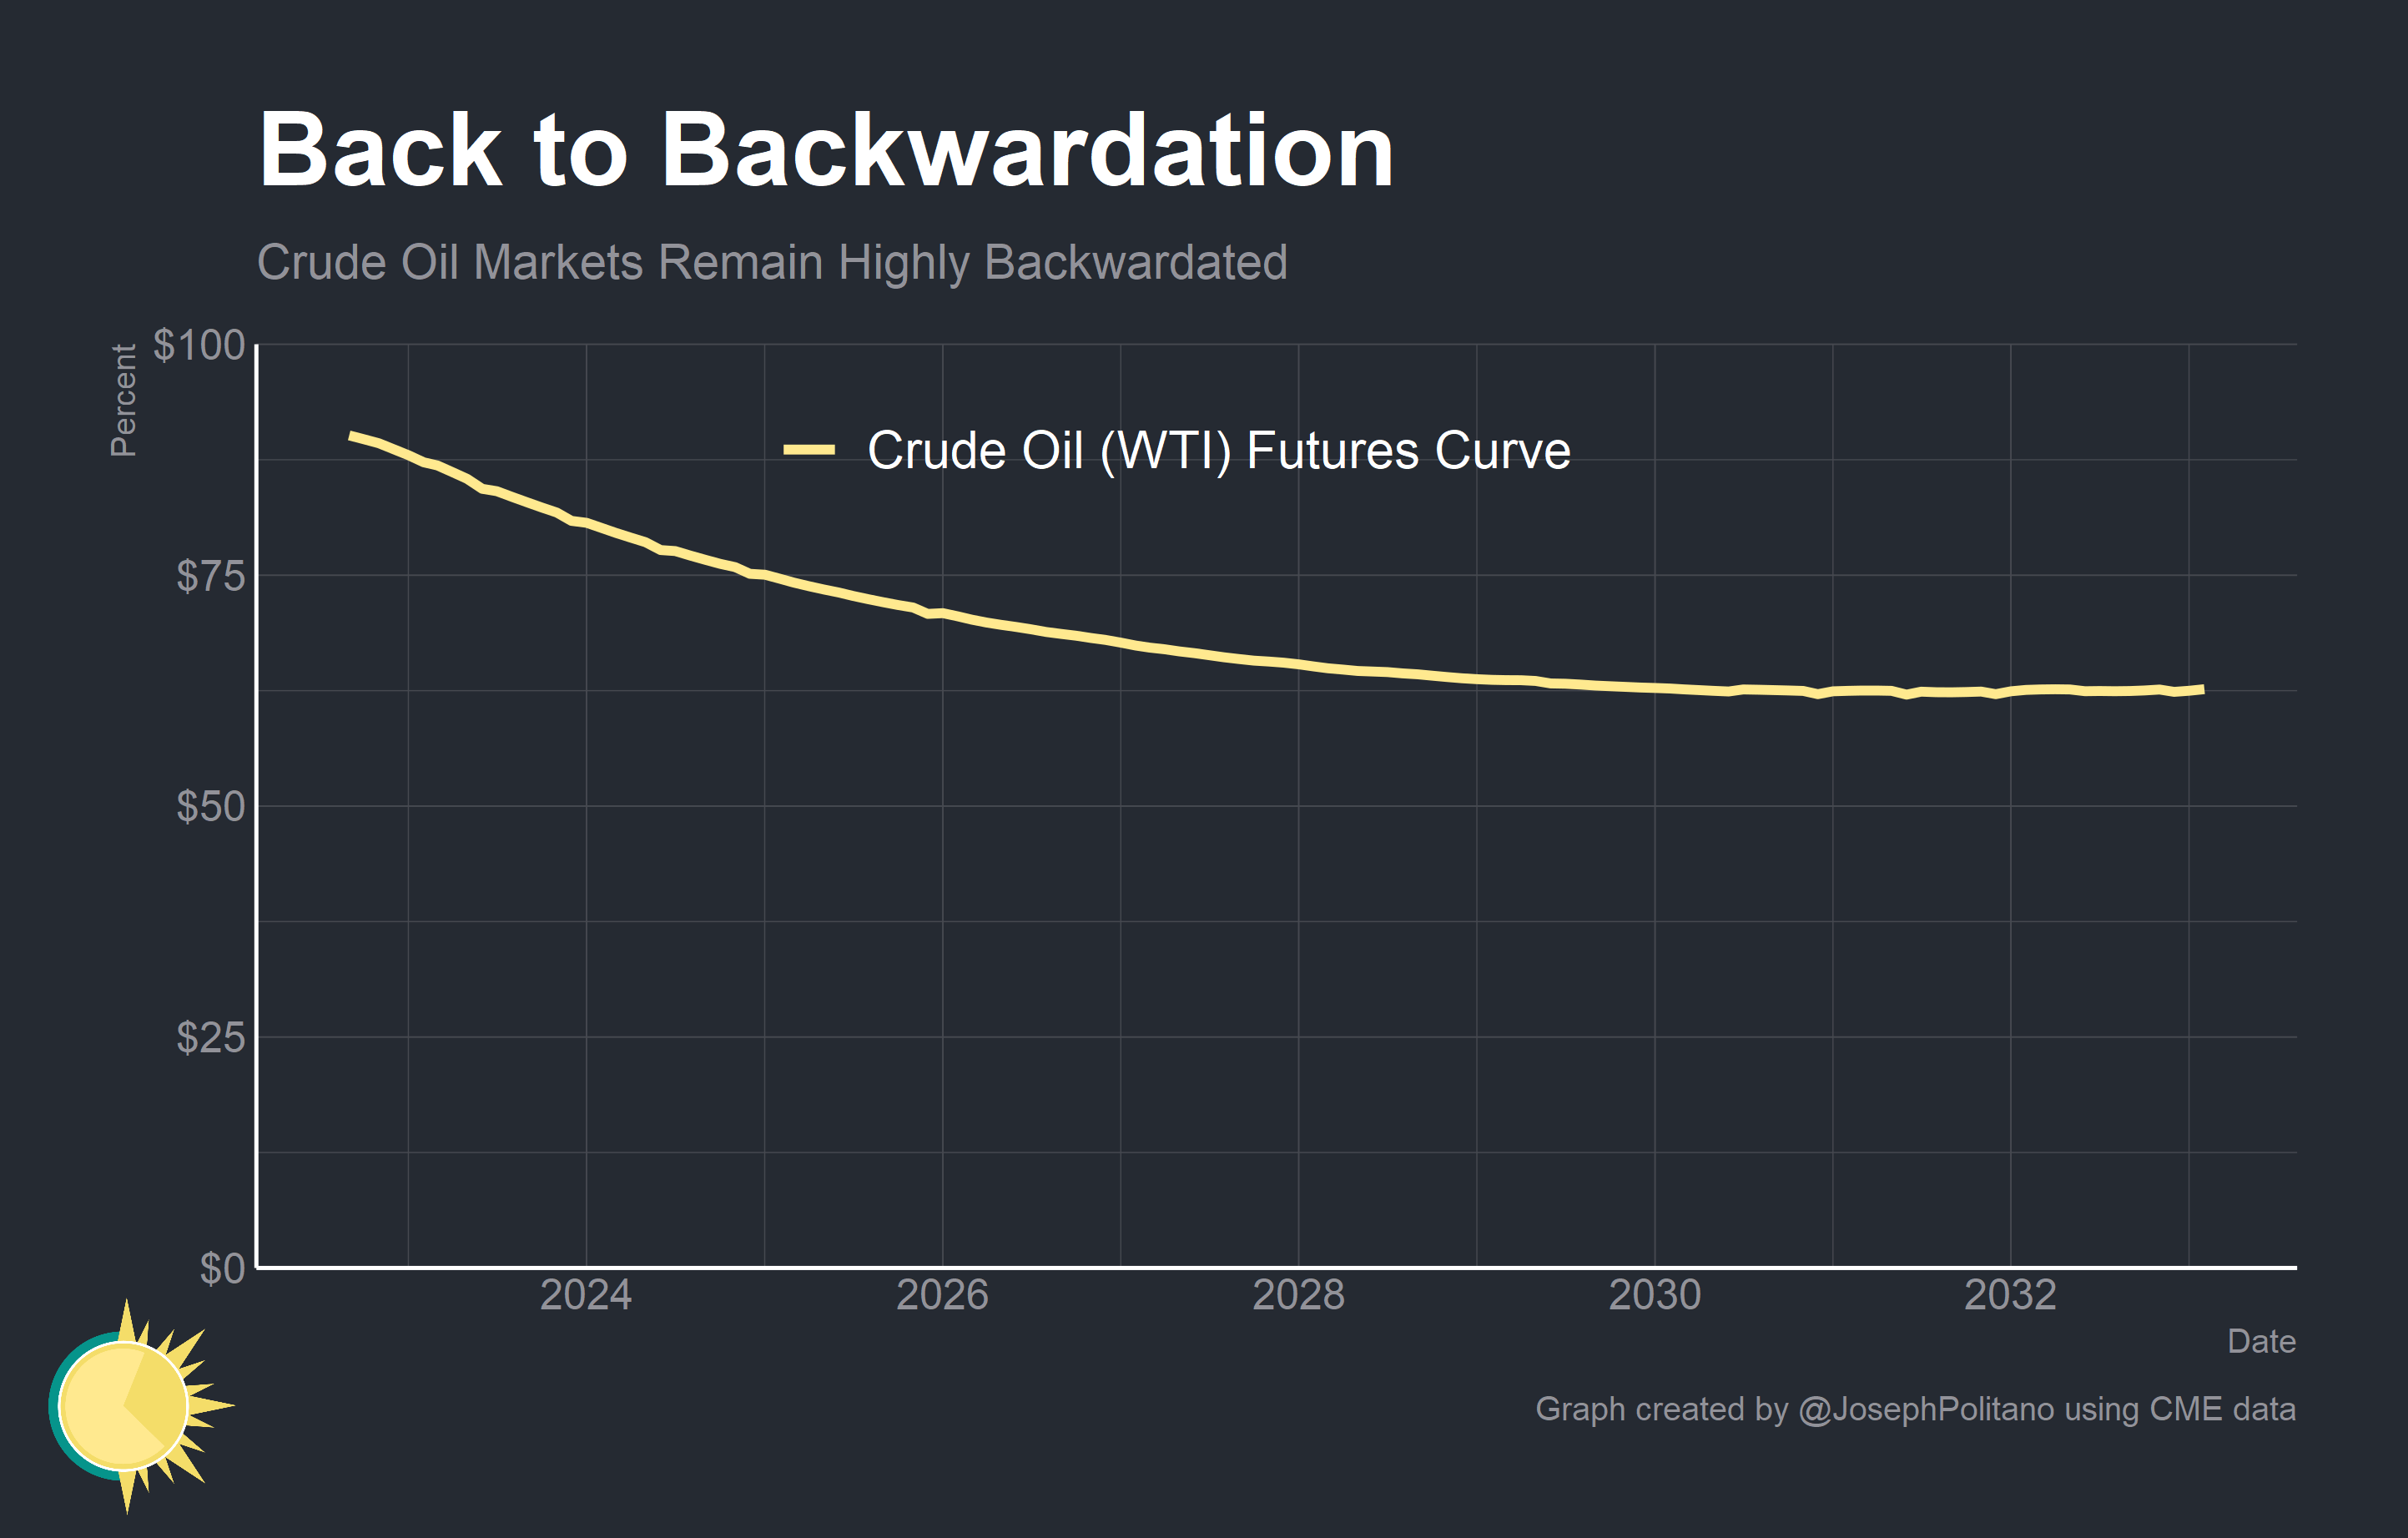 Back to Backwardation
Crude Oil Markets Remain Highly Backwardated
Percent
$100
$75
$50
$25
$0
Crude Oil (WTI) Futures Curve
2024
2026
2028
2030
2032
Date
Graph created by @JosephPolitano using CME data